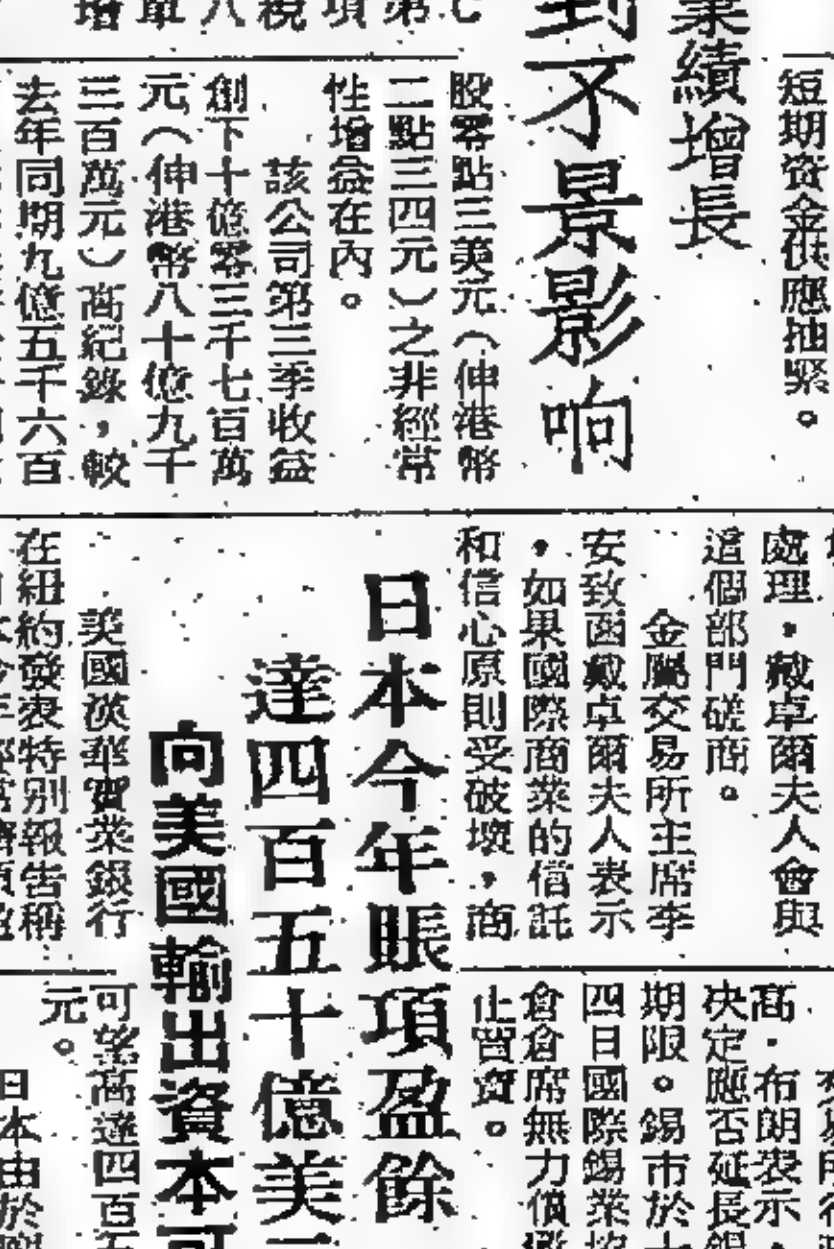 短期資金供應抽緊。
業績增長
到不景影响
股零點三美元（伸港幣
二點三四元）之非經常
性增益在內。
該公司第三季收益
創下十億零三千七百萬
元（伸港幣八十億九千
三百萬元）高紀錄，較
去年同期九億五千六百
處理，戴卓爾夫人會與
這個部門磋商。
金屬交易所主席李
安致函戴卓爾夫人表示
，如果國際商業的信託
和信心原則受破壞，商
日本今年賬項盈餘
達四百五十億美
向美國輸出資本可
美國漢華實業銀行
在紐約發表特別報告稱
高。布朗表示，
決定應否延長錫
期限。錫市於
四日國際錫業
倉倉席無力償
止買賣。
可望高達四百五
元。
日本由於